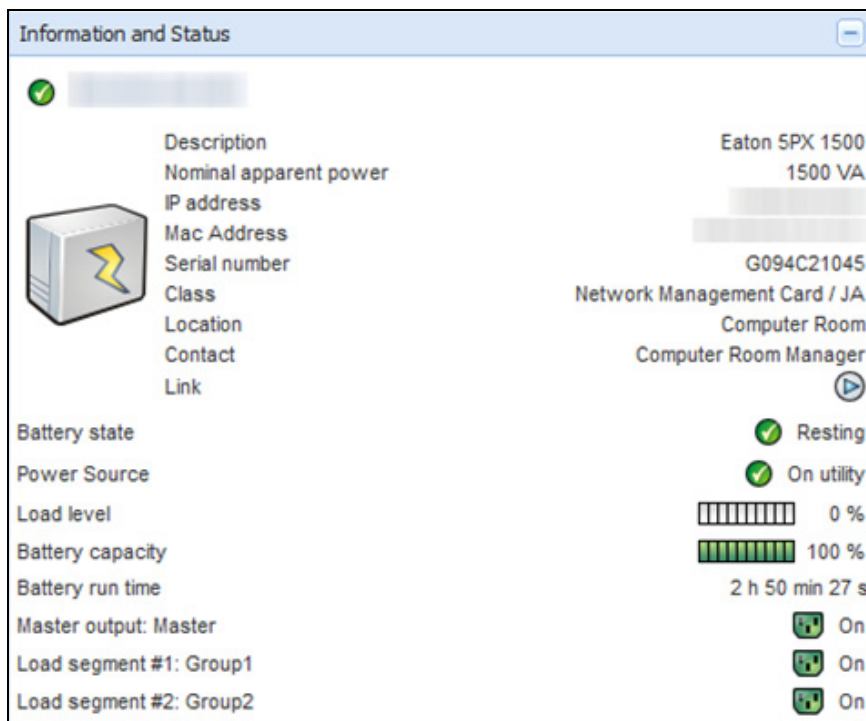 Information and Status
Description Eaton 5PX 1500
Nominal apparent power 1500 VA
IP address
Mac Address
Serial number G094C21045
Class Network Management Card / JA
Location Computer Room
Contact Computer Room Manager
Link
Battery state Resting
Power Source On utility
Load level 0 %
Battery capacity 100 %
Battery run time 2 h 50 min 27 s
Master output: Master On
Load segment #1: Group1 On
Load segment #2: Group2 On